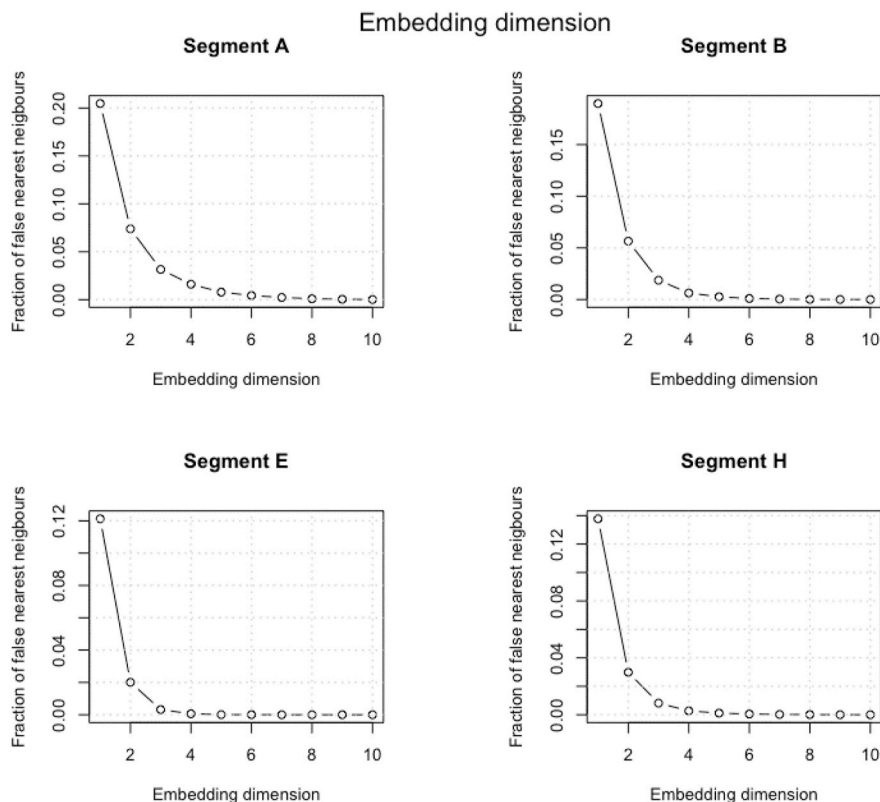 Embedding dimension
Segment A
Fraction of false nearest neigbours
0.20
0.15
0.10
0.05
0.00
2 4 6 8 10
Embedding dimension
Segment B
Fraction of false nearest neigbours
0.15
0.10
0.05
0.00
2 4 6 8 10
Embedding dimension
Segment E
Fraction of false nearest neigbours
0.12
0.08
0.04
0.00
2 4 6 8 10
Embedding dimension
Segment H
Fraction of false nearest neigbours
0.12
0.08
0.04
0.00
2 4 6 8 10
Embedding dimension